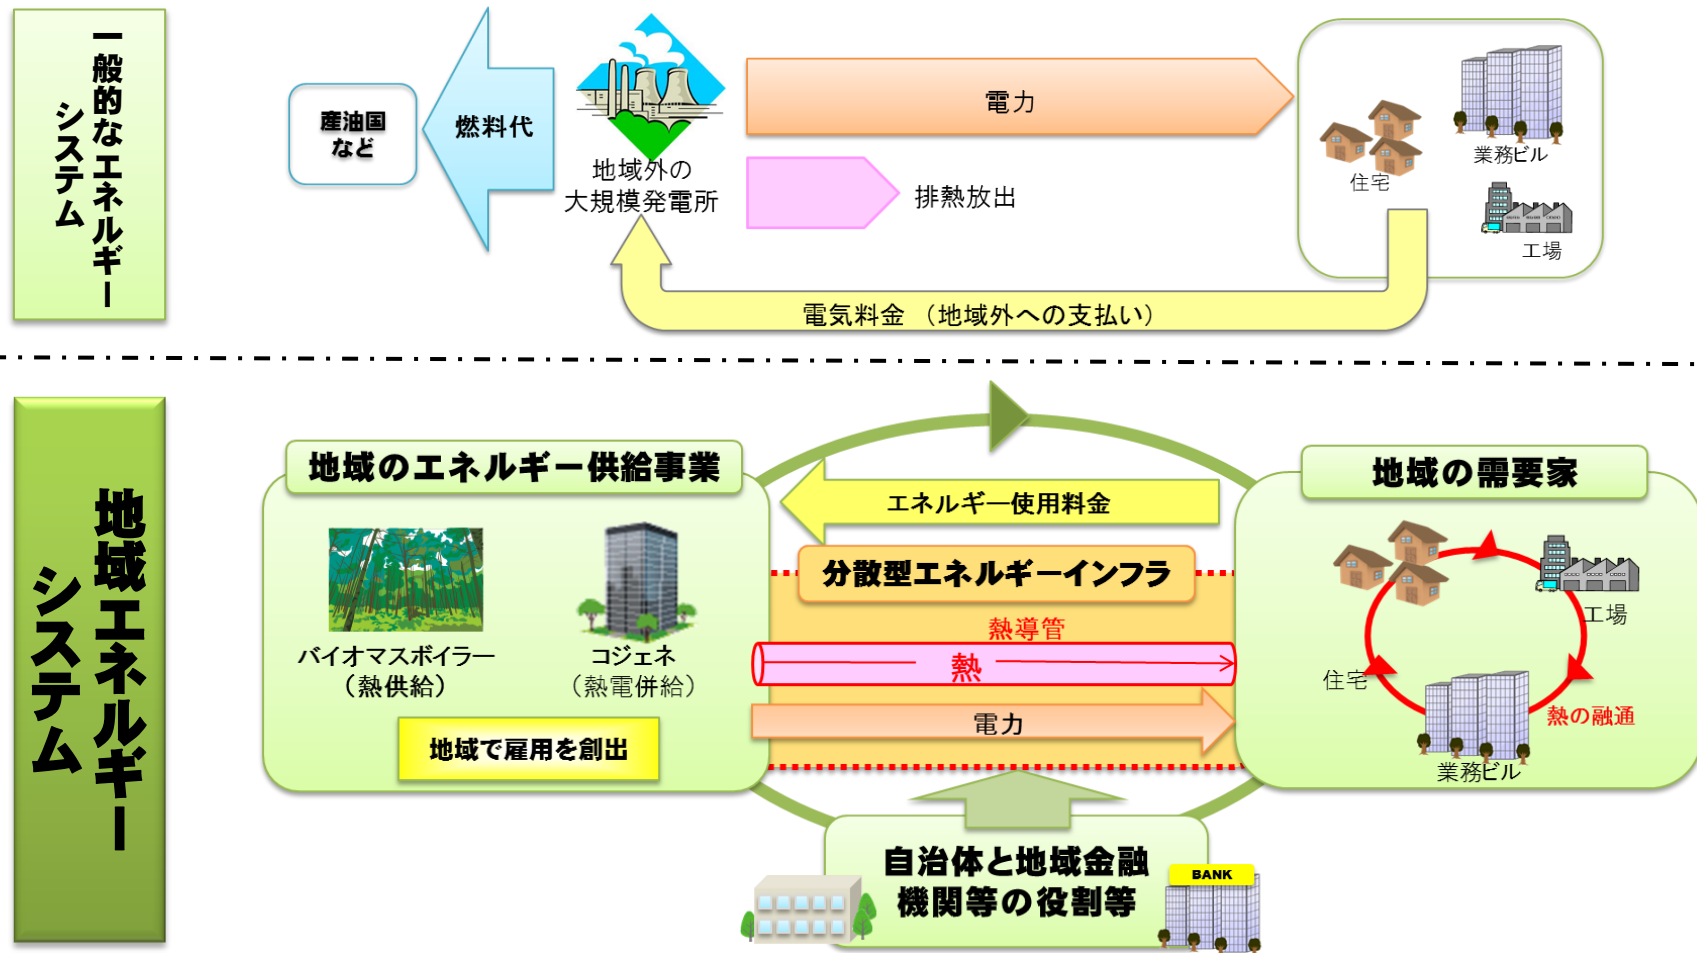 一般的なエネルギー
システム
産油国
など
燃料代
地域外の
大規模発電所
電力
排熱放出
業務ビル
住宅
工場
電気料金 （地域外への支払い）
地域エネルギー
システム
地域のエネルギー供給事業
バイオマスボイラー
（熱供給）
コジェネ
（熱電併給）
地域で雇用を創出
エネルギー使用料金
分散型エネルギーインフラ
熱導管
熱
電力
地域の需要家
工場
住宅
熱の融通
業務ビル
自治体と地域金融
機関等の役割等
BANK